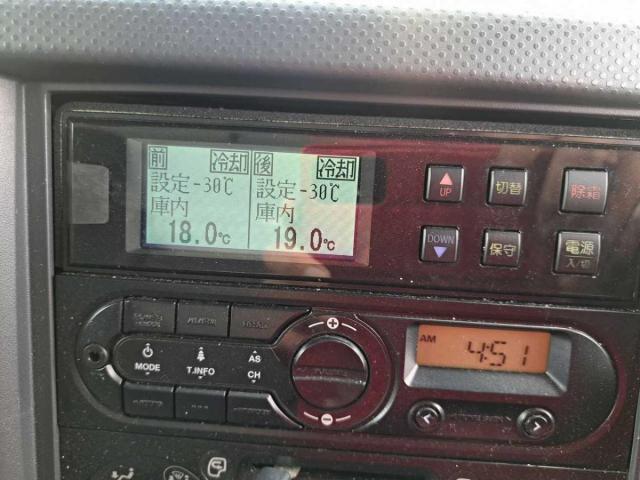 前 冷却 後 冷却
設定-30℃ 設定-30℃
庫内 庫内
18.0℃ 19.0℃
UP 切替 除霜
DOWN 保守 電源
入/切
AM 4:51
AS
MODE T.INFO CH